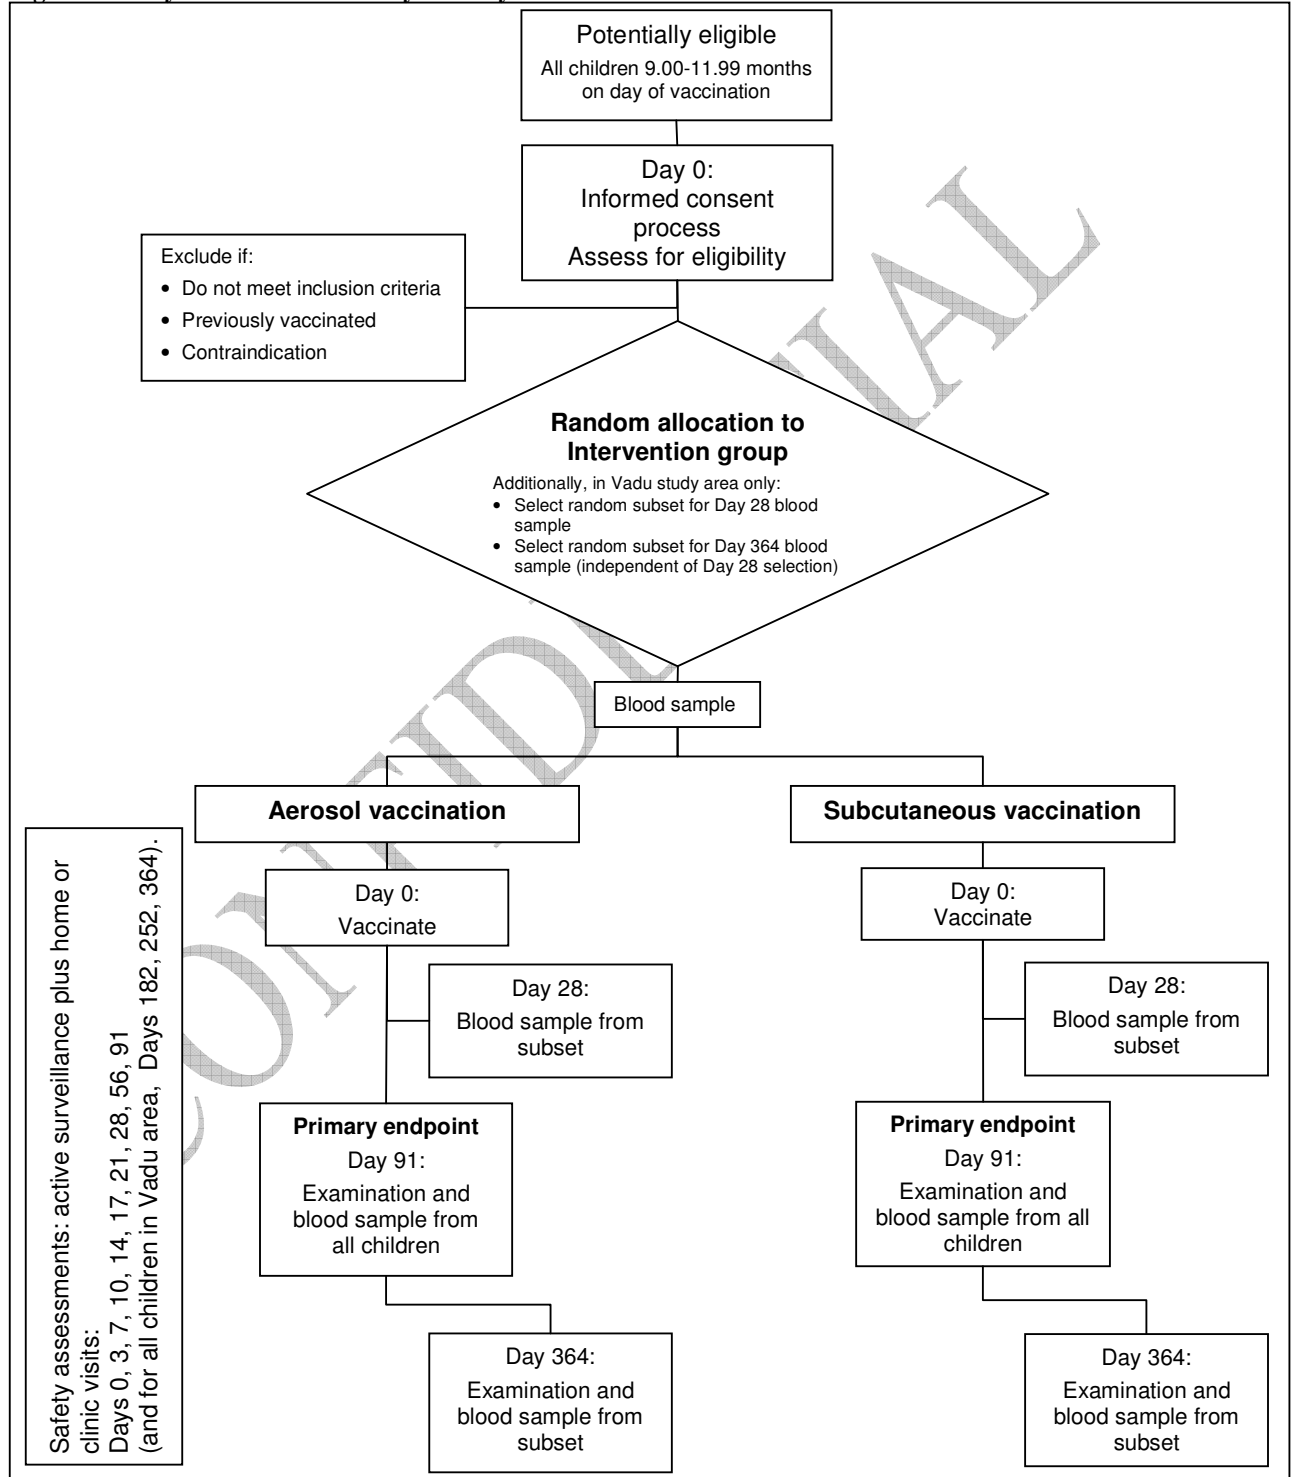 Potentially eligible
All children 9.00-11.99 months
on day of vaccination
Day 0:
Informed consent
process
Assess for eligibility
Exclude if:
• Do not meet inclusion criteria
• Previously vaccinated
• Contraindication
Random allocation to
Intervention group
Additionally, in Vadu study area only:
• Select random subset for Day 28 blood
sample
• Select random subset for Day 364 blood
sample (independent of Day 28 selection)
Blood sample
Aerosol vaccination
Day 0:
Vaccinate
Day 28:
Blood sample from
subset
Primary endpoint
Day 91:
Examination and
blood sample from
all children
Day 364:
Examination and
blood sample from
subset
Subcutaneous vaccination
Day 0:
Vaccinate
Day 28:
Blood sample from
subset
Primary endpoint
Day 91:
Examination and
blood sample from all
children
Day 364:
Examination and
blood sample from
subset
Safety assessments: active surveillance plus home or
clinic visits:
Days 0, 3, 7, 10, 14, 17, 21, 28, 56, 91
(and for all children in Vadu area, Days 182, 252, 364).